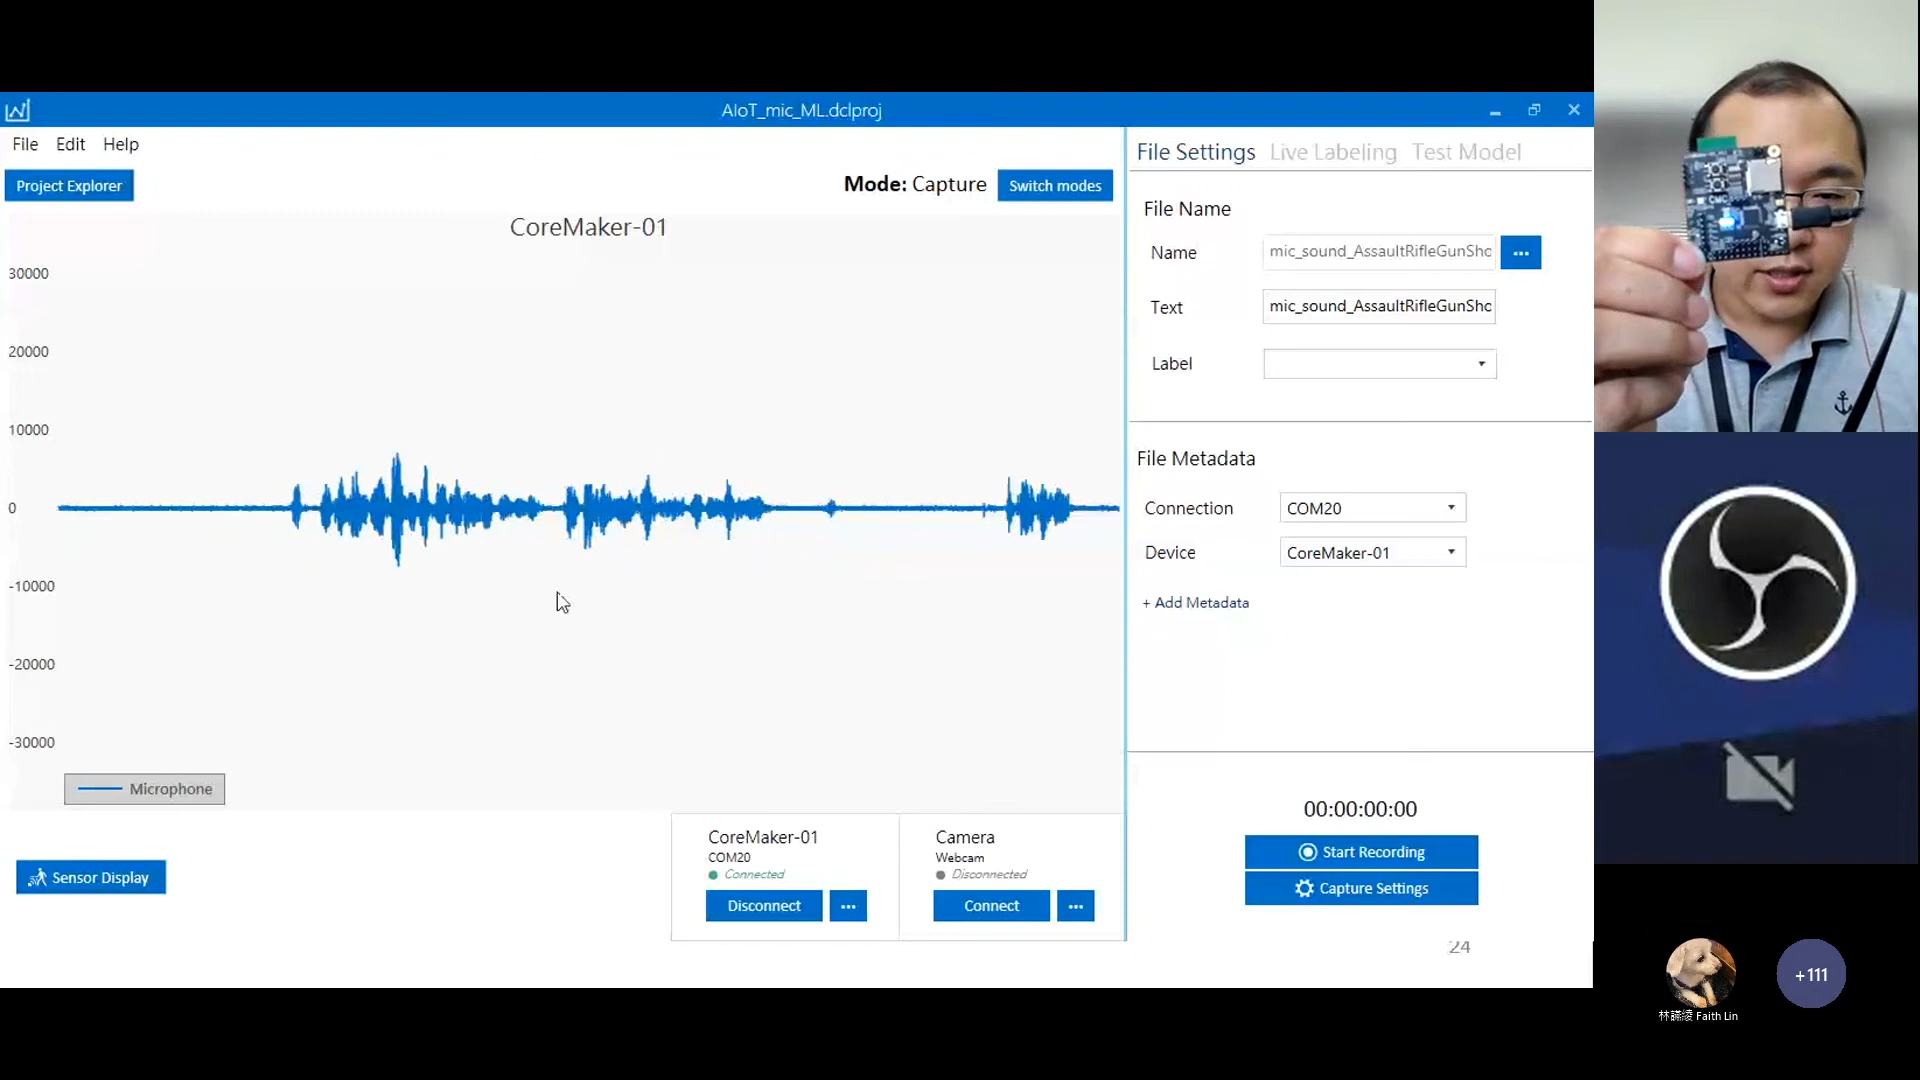 AIoT_mic_ML.dclproj
File Edit Help
Project Explorer
Mode: Capture
Switch modes
CoreMaker-01
30000
20000
10000
0
-10000
-20000
-30000
Microphone
Sensor Display
CoreMaker-01
COM20
Connected
Disconnect
...
Camera
Webcam
Disconnected
Connect
...
File Settings Live Labeling Test Model
File Name
Name mic_sound_AssaultRifleGunSho ...
Text mic_sound_AssaultRifleGunSho
Label
File Metadata
Connection COM20
Device CoreMaker-01
+ Add Metadata
00:00:00:00
Start Recording
Capture Settings
24
CMC
+111
Faith Lin